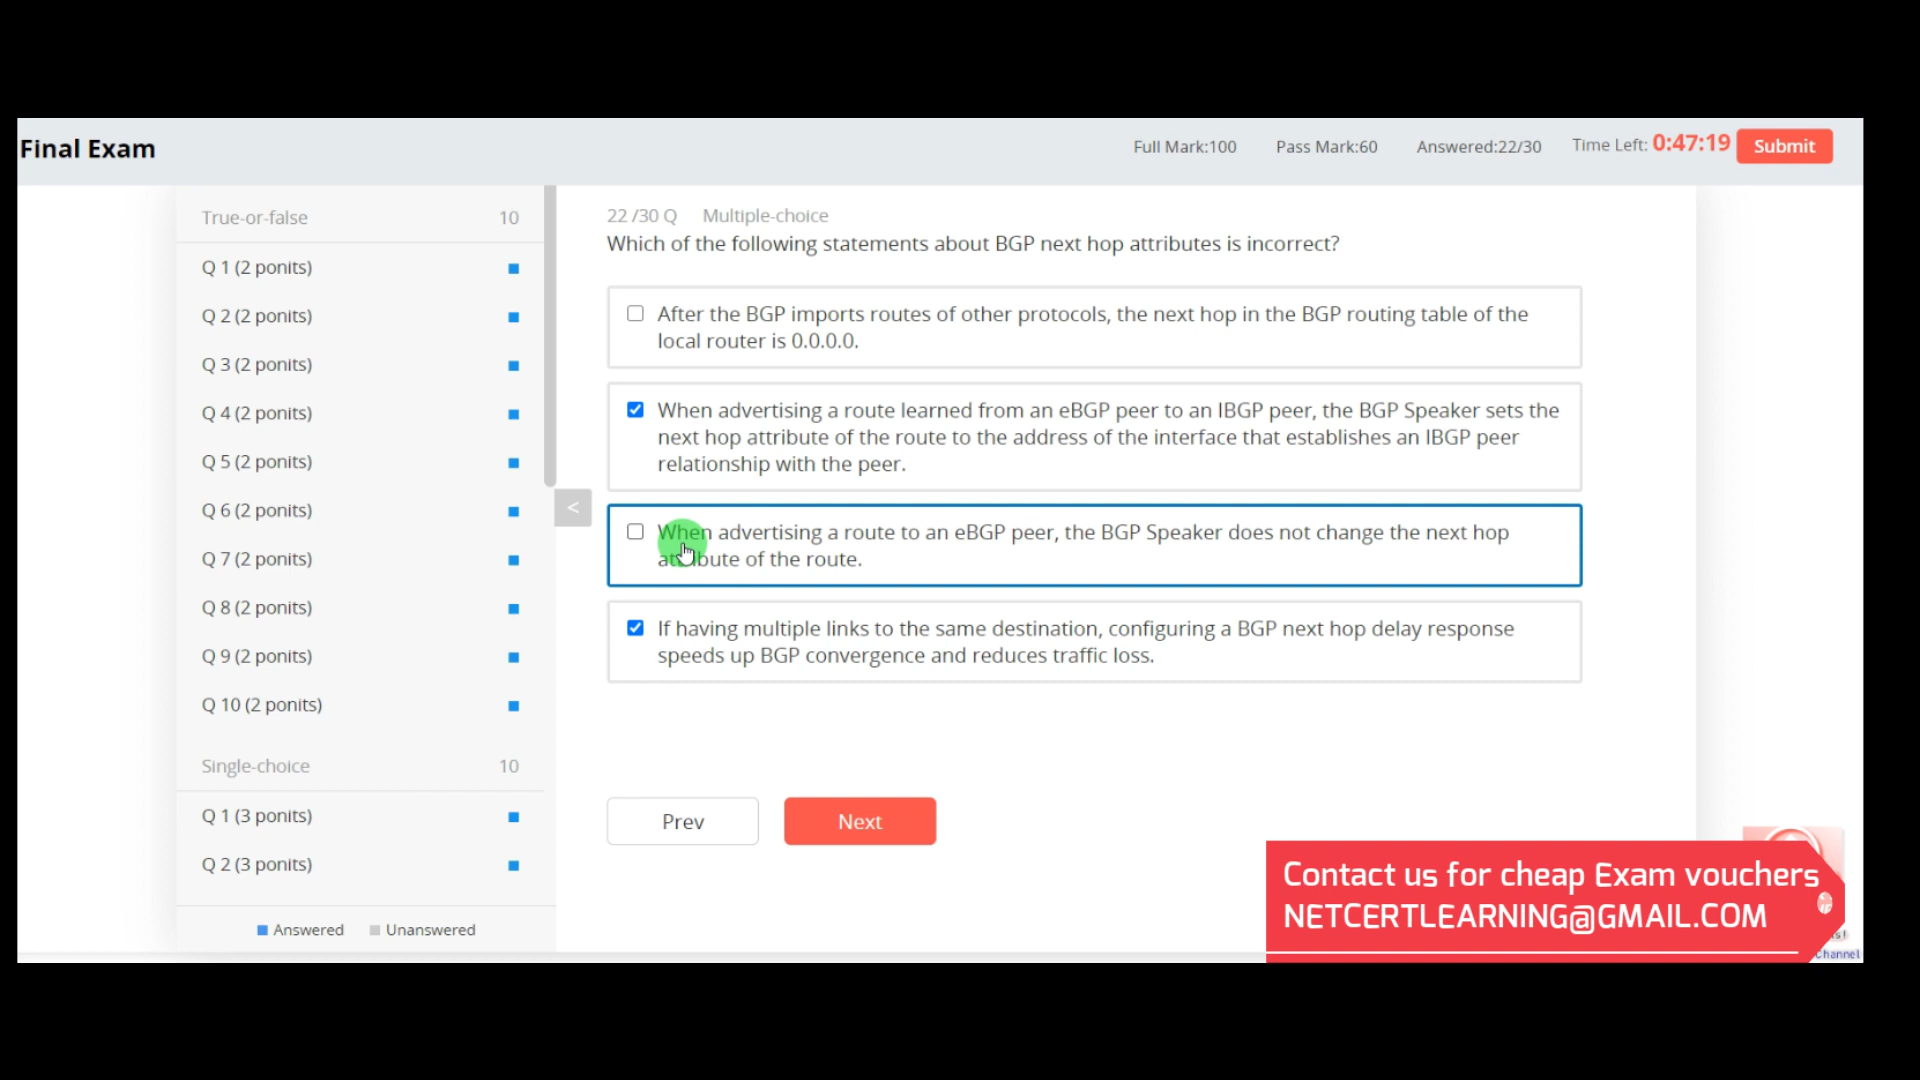 Final Exam
Full Mark:100
Pass Mark:60
Answered:22/30
Time Left: 0:47:19
Submit
True-or-false 10
Q 1 (2 ponits)
Q 2 (2 ponits)
Q 3 (2 ponits)
Q 4 (2 ponits)
Q 5 (2 ponits)
Q 6 (2 ponits)
Q 7 (2 ponits)
Q 8 (2 ponits)
Q 9 (2 ponits)
Q 10 (2 ponits)
Single-choice 10
Q 1 (3 ponits)
Q 2 (3 ponits)
Answered Unanswered
<
22 /30 Q Multiple-choice
Which of the following statements about BGP next hop attributes is incorrect?
After the BGP imports routes of other protocols, the next hop in the BGP routing table of the
local router is 0.0.0.0.
When advertising a route learned from an eBGP peer to an IBGP peer, the BGP Speaker sets the
next hop attribute of the route to the address of the interface that establishes an IBGP peer
relationship with the peer.
When advertising a route to an eBGP peer, the BGP Speaker does not change the next hop
attribute of the route.
If having multiple links to the same destination, configuring a BGP next hop delay response
speeds up BGP convergence and reduces traffic loss.
Prev
Next
Contact us for cheap Exam vouchers
NETCERTLEARNING@GMAIL.COM
Channel